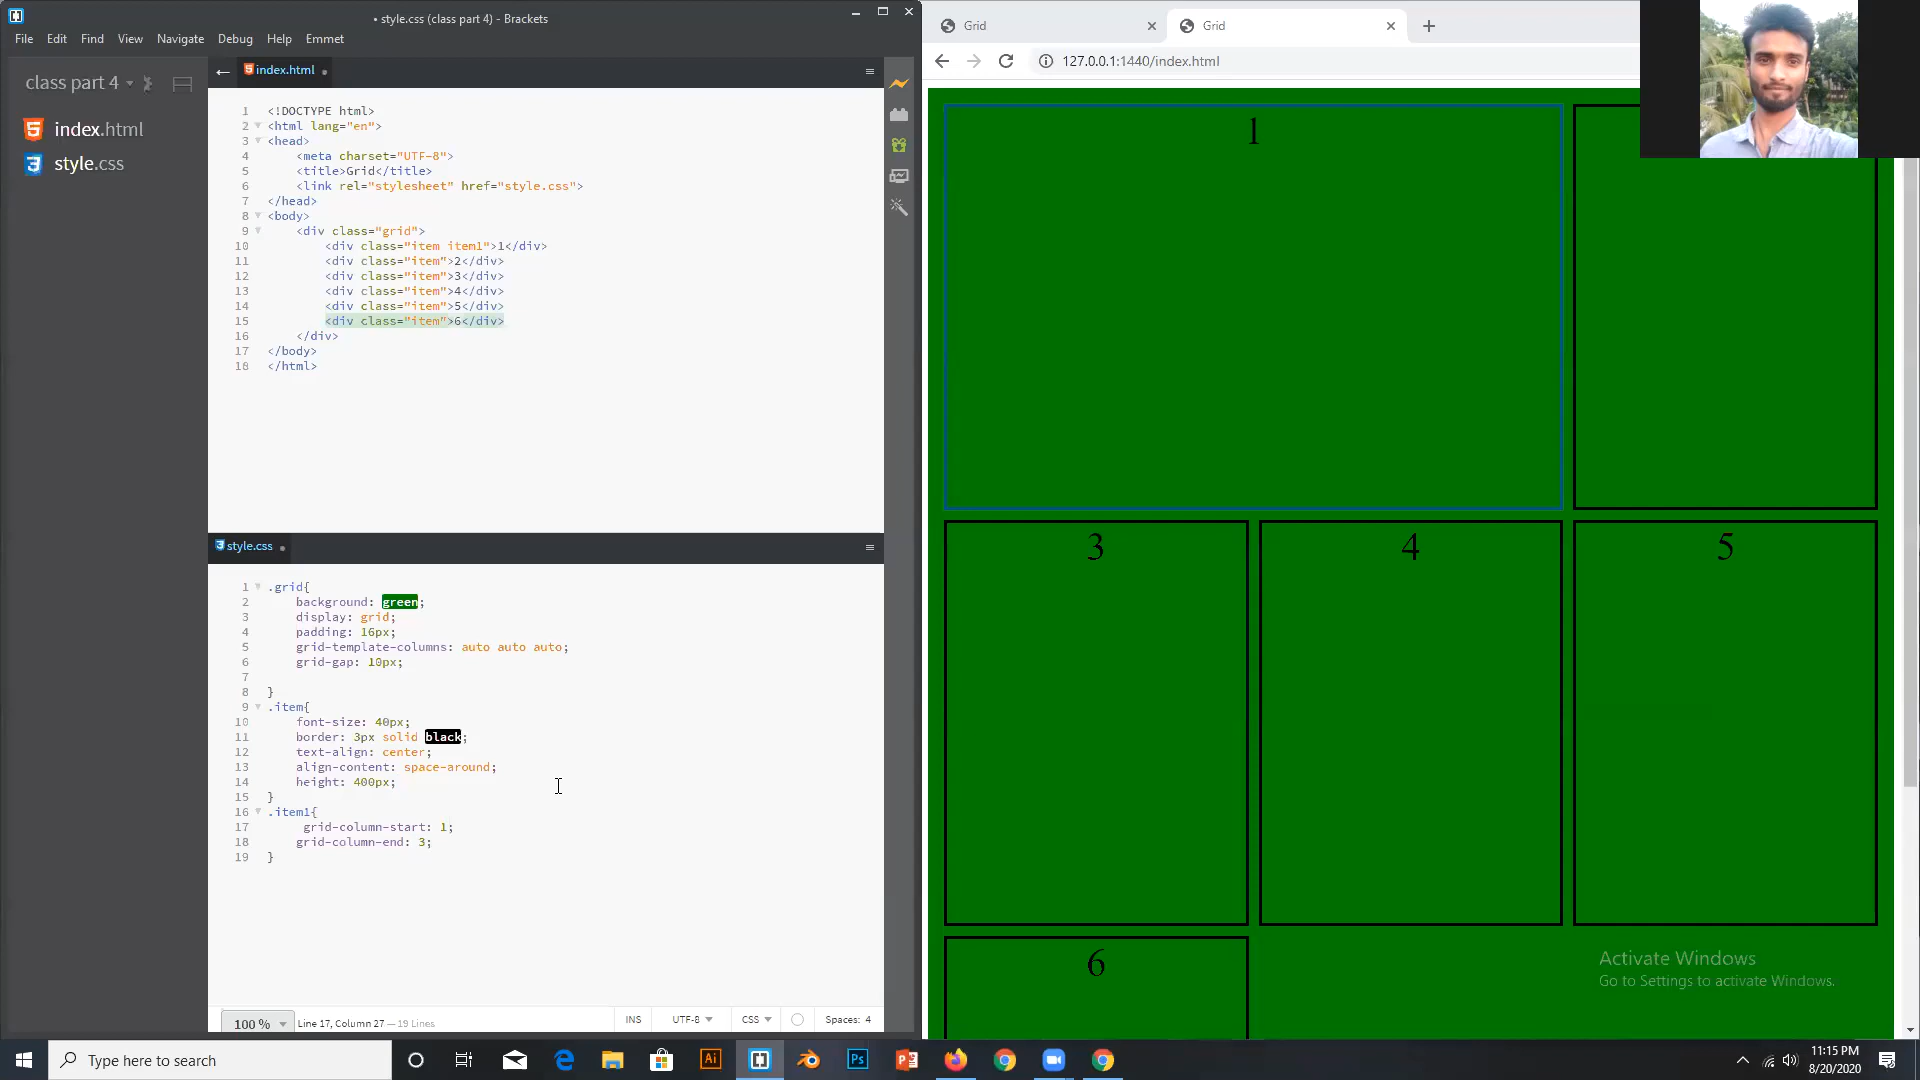 • style.css (class part 4) - Brackets
File Edit Find View Navigate Debug Help Emmet
class part 4
index.html
style.css
index.html
1 <!DOCTYPE html>
2 <html lang="en">
3 <head>
4 <meta charset="UTF-8">
5 <title>Grid</title>
6 <link rel="stylesheet" href="style.css">
7 </head>
8 <body>
9 <div class="grid">
10 <div class="item item1">1</div>
11 <div class="item">2</div>
12 <div class="item">3</div>
13 <div class="item">4</div>
14 <div class="item">5</div>
15 <div class="item">6</div>
16 </div>
17 </body>
18 </html>
style.css
1 .grid{
2 background: green;
3 display: grid;
4 padding: 16px;
5 grid-template-columns: auto auto auto;
6 grid-gap: 10px;
7
8 }
9 .item{
10 font-size: 40px;
11 border: 3px solid black;
12 text-align: center;
13 align-content: space-around;
14 height: 400px;
15 }
16 .item1{
17 grid-column-start: 1;
18 grid-column-end: 3;
19 }
100 % Line 17, Column 27 — 19 Lines INS UTF-8 CSS Spaces: 4
Grid
Grid
127.0.0.1:1440/index.html
1
3 4 5
6
Activate Windows
Go to Settings to activate Windows.
Type here to search
Ai
Ps
11:15 PM
8/20/2020